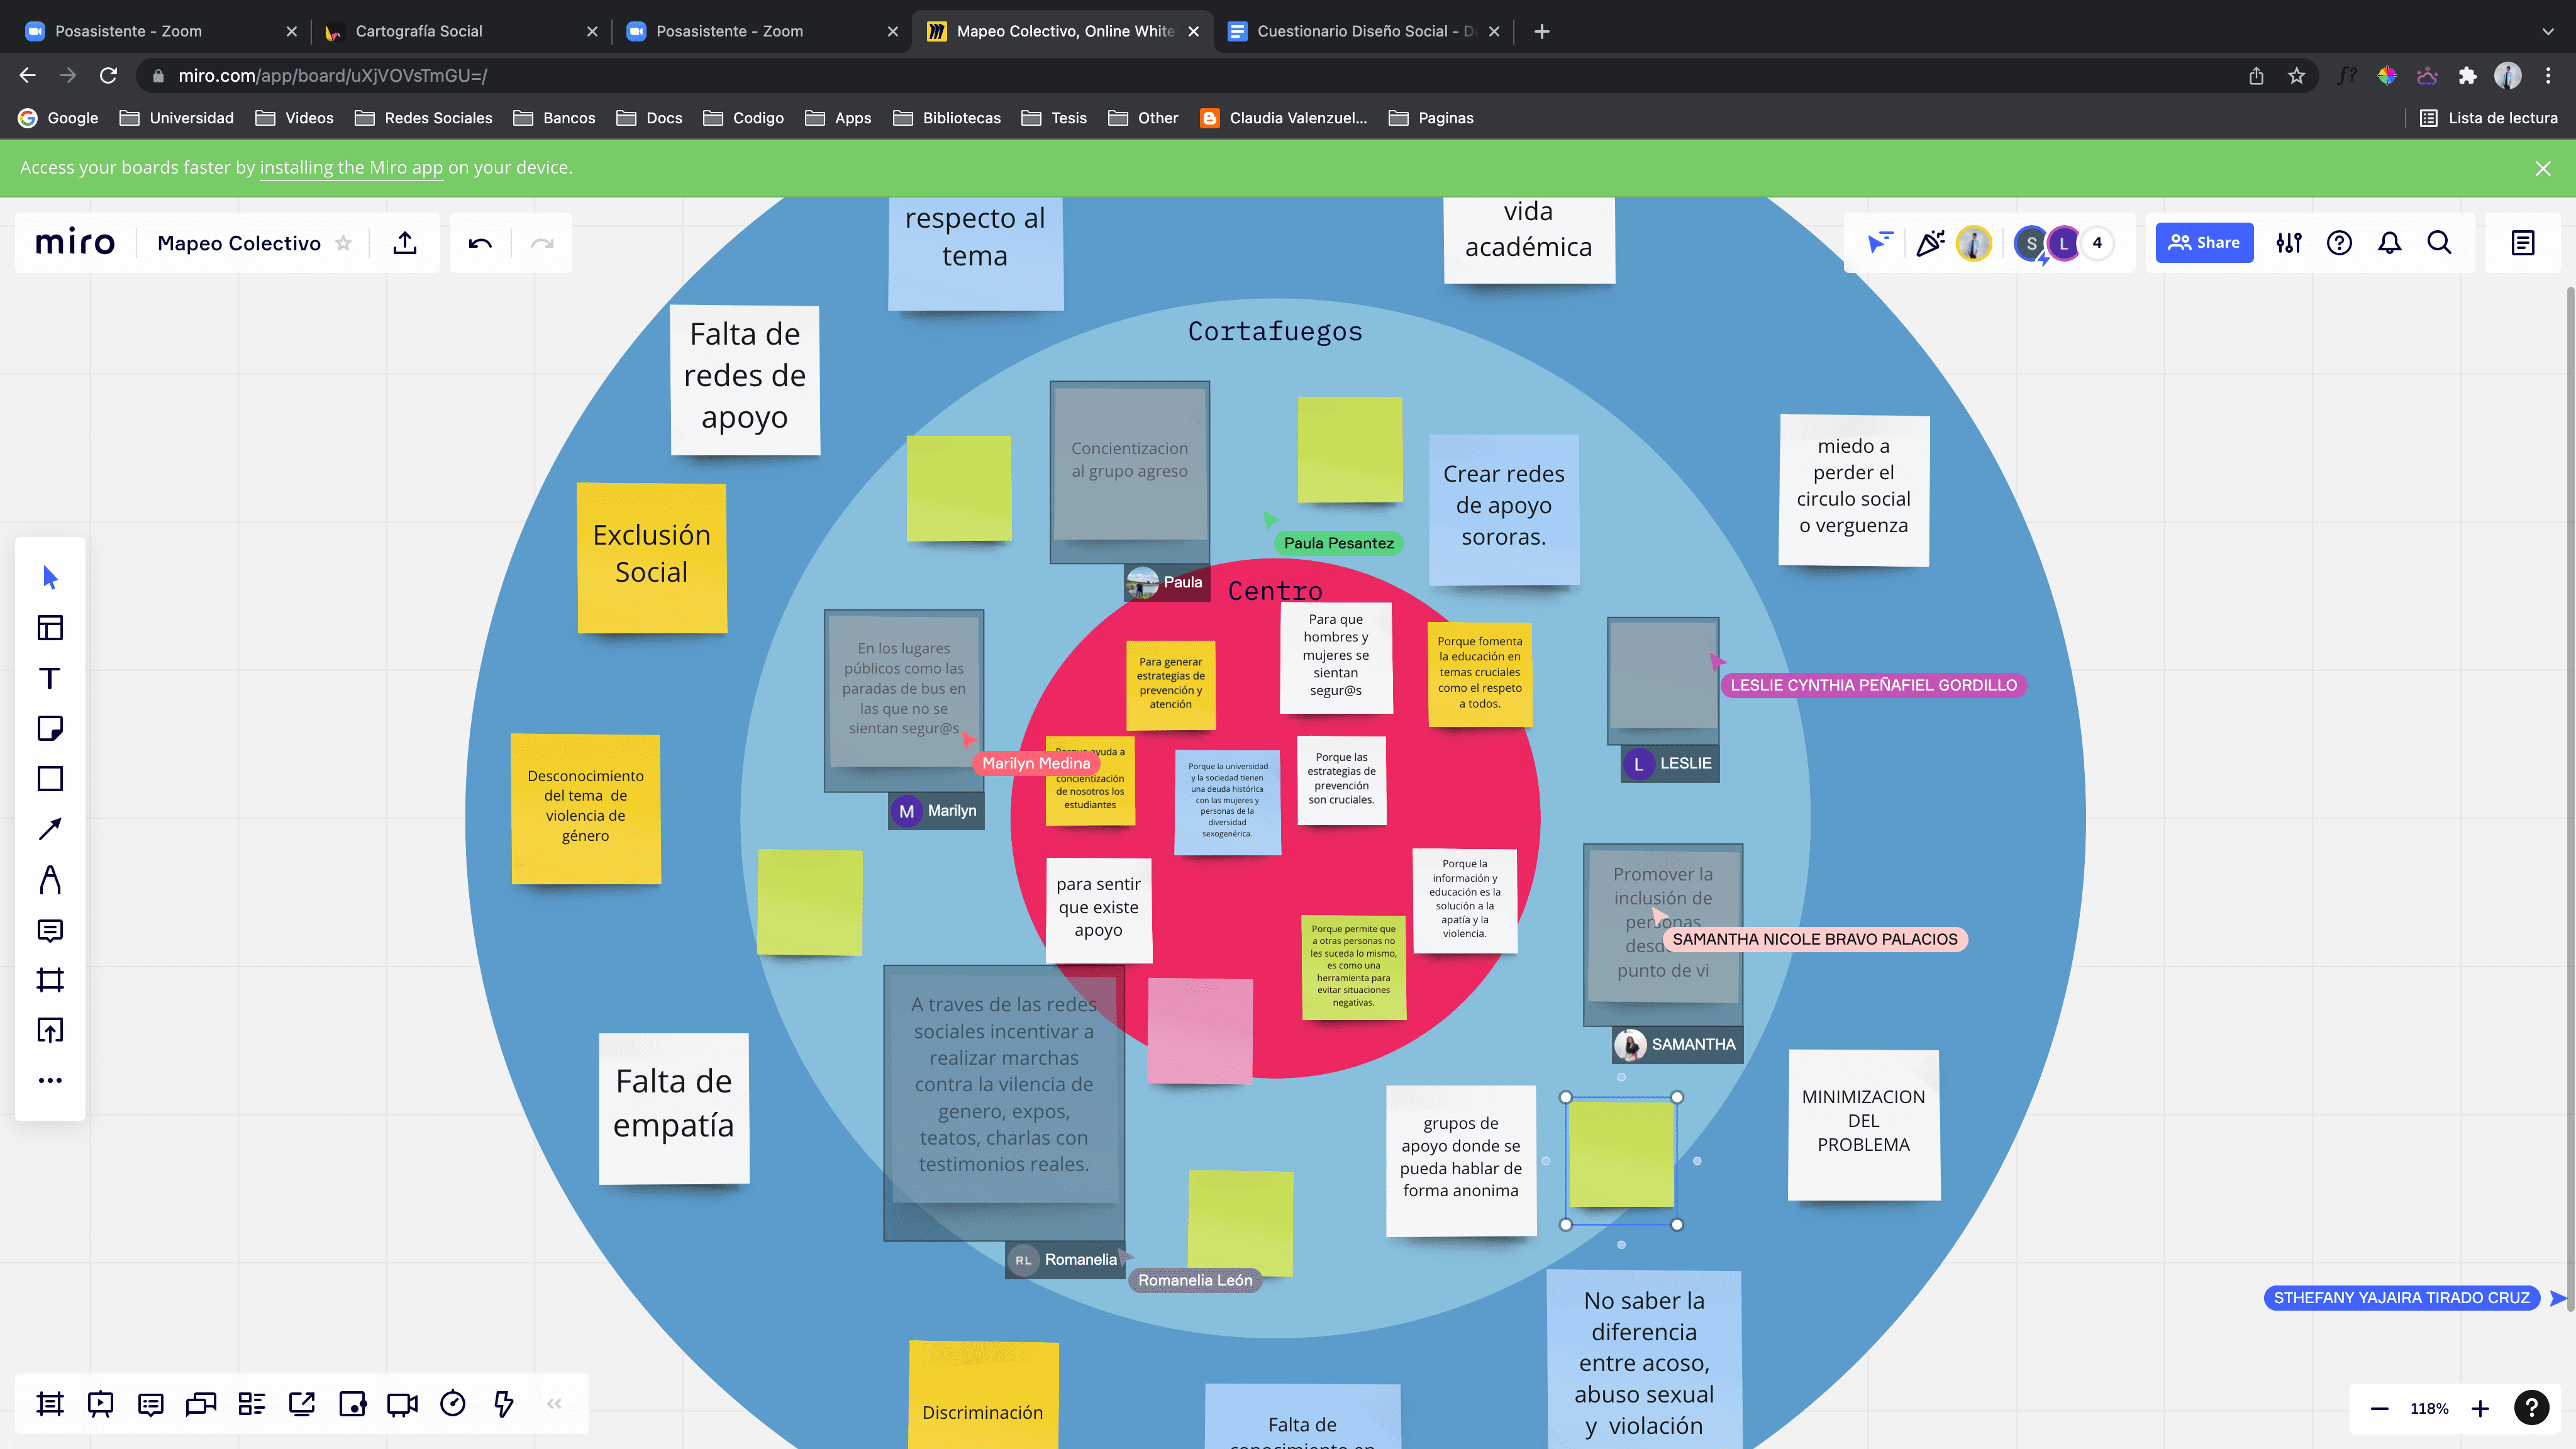 Posasistente - Zoom
Cartografía Social
Posasistente - Zoom
Mapeo Colectivo, Online White
Cuestionario Diseño Social - D
miro.com/app/board/uXjVOVsTmGU=/
f?
Google
Universidad
Videos
Redes Sociales
Bancos
Docs
Codigo
Apps
Bibliotecas
Tesis
Other
Claudia Valenzuel...
Paginas
Lista de lectura
Access your boards faster by installing the Miro app on your device.
miro
Mapeo Colectivo
S
L
4
Share
respecto al
tema
vida
académica
Falta de
redes de
apoyo
Cortafuegos
Concientizacion
al grupo agreso
Paula
Paula Pesantez
Crear redes
de apoyo
sororas.
miedo a
perder el
circulo social
o verguenza
Exclusión
Social
Centro
En los lugares
públicos como las
paradas de bus en
las que no se
sientan segur@s
M
Marilyn
Marilyn Medina
Para generar
estrategias de
prevención y
atención
Para que
hombres y
mujeres se
sientan
segur@s
Porque fomenta
la educación en
temas cruciales
como el respeto
a todos.
LESLIE CYNTHIA PEÑAFIEL GORDILLO
L
LESLIE
Desconocimiento
del tema de
violencia de
género
ayuda a
concientización
de nosotros los
estudiantes
Porque la universidad
y la sociedad tienen
una deuda histórica
con las mujeres y
personas de la
diversidad
sexogenérica.
Porque las
estrategias de
prevención
son cruciales.
para sentir
que existe
apoyo
Porque la
información y
educación es la
solución a la
apatía y la
violencia.
Porque permite que
a otras personas no
les suceda lo mismo,
es como una
herramienta para
evitar situaciones
negativas.
Promover la
inclusión de
personas
punto de vi
SAMANTHA NICOLE BRAVO PALACIOS
SAMANTHA
A traves de las redes
sociales incentivar a
realizar marchas
contra la vilencia de
genero, expos,
teatos, charlas con
testimonios reales.
RL
Romanelia
Romanelia León
Falta de
empatía
grupos de
apoyo donde se
pueda hablar de
forma anonima
MINIMIZACION
DEL
PROBLEMA
No saber la
diferencia
entre acoso,
abuso sexual
y violación
STHEFANY YAJAIRA TIRADO CRUZ
Discriminación
Falta de
118%